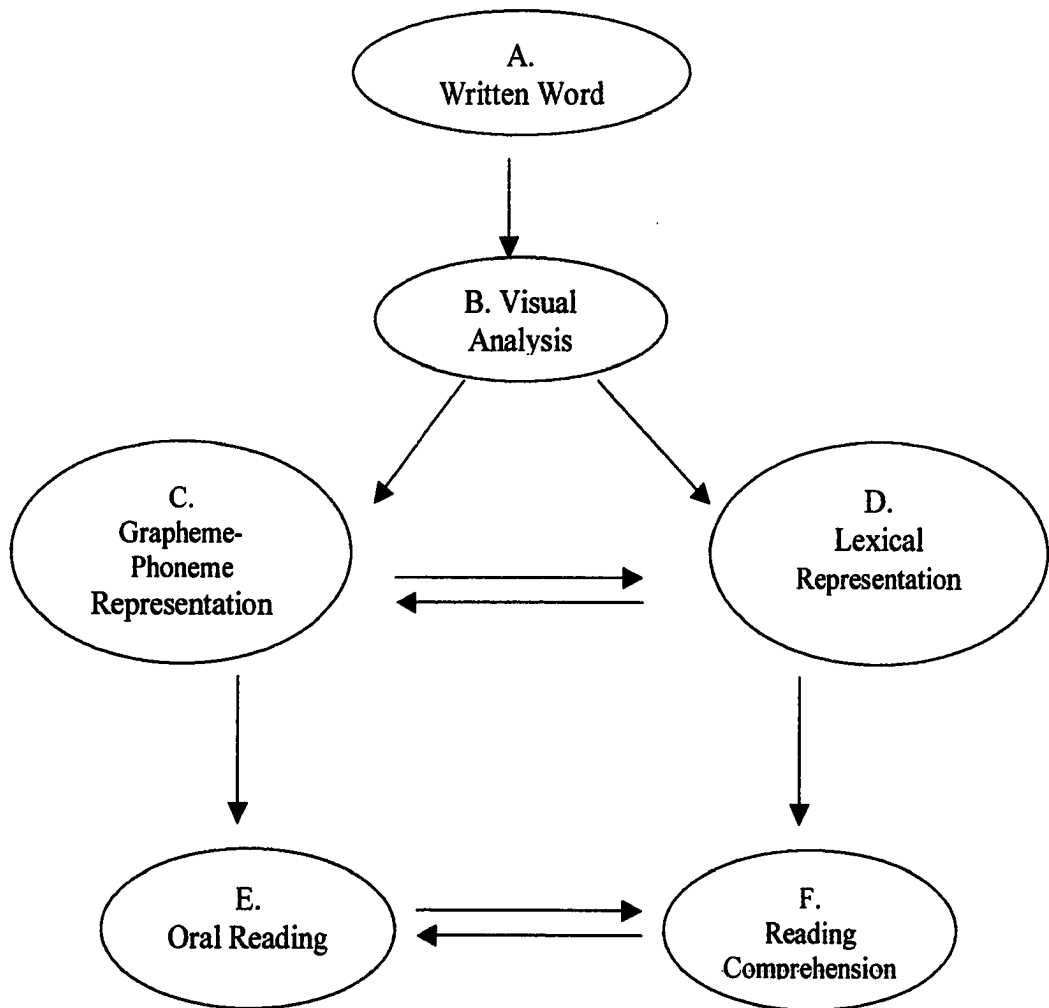 A.
Written Word
B. Visual
Analysis
C.
Grapheme-
Phoneme
Representation
D.
Lexical
Representation
E.
Oral Reading
F.
Reading
Comprehension